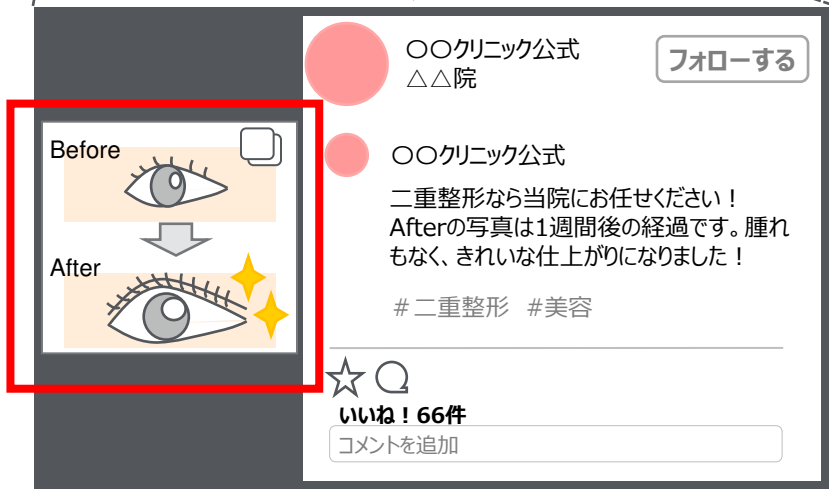 Before
After
〇〇クリニック公式
△△院
フォローする
〇〇クリニック公式
二重整形なら当院にお任せください！
Afterの写真は1週間後の経過です。腫れ
もなく、きれいな仕上がりになりました！
＃二重整形 #美容
いいね！66件
コメントを追加